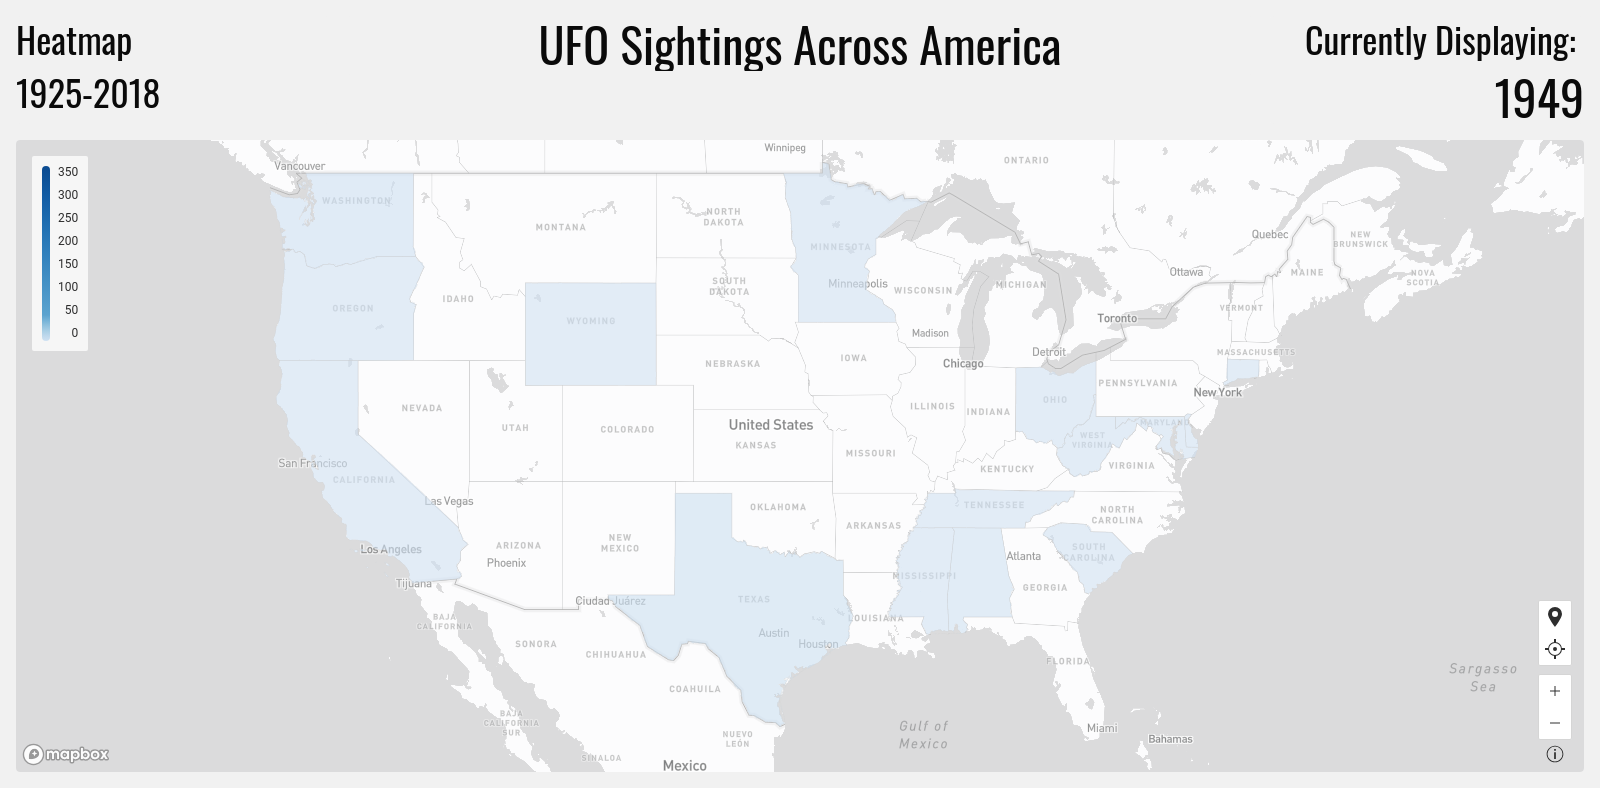 Heatmap
1925-2018
UFO Sightings Across America
Currently Displaying:
1949
350
300
250
200
150
100
50
0
Vancouver
Winnipeg
ONTARIO
WASHINGTON
MONTANA
NORTH
DAKOTA
MINNESOTA
Quebec
NEW
BRUNSWICK
Ottawa
MAINE
NOVA
SCOTIA
OREGON
IDAHO
SOUTH
DAKOTA
Minneapolis
WISCONSIN
MICHIGAN
VERMONT
WYOMING
Toronto
Madison
Detroit
MASSACHUSETTS
NEBRASKA
IOWA
Chicago
PENNSYLVANIA
New York
NEVADA
UTAH
COLORADO
United States
KANSAS
ILLINOIS
INDIANA
OHIO
WEST
VIRGINIA
MARYLAND
San Francisco
CALIFORNIA
MISSOURI
KENTUCKY
VIRGINIA
Las Vegas
OKLAHOMA
TENNESSEE
NORTH
CAROLINA
ARKANSAS
Los Angeles
ARIZONA
Phoenix
NEW
MEXICO
Atlanta
SOUTH
CAROLINA
Tijuana
MISSISSIPPI
GEORGIA
Ciudad Juárez
TEXAS
LOUISIANA
BAJA
CALIFORNIA
Austin
Houston
SONORA
CHIHUAHUA
FLORIDA
COAHUILA
Sargasso
Sea
BAJA
CALIFORNIA
SUR
Gulf of
Mexico
Miami
Bahamas
NUEVO
LEÓN
SINALOA
Mexico
+
−
mapbox